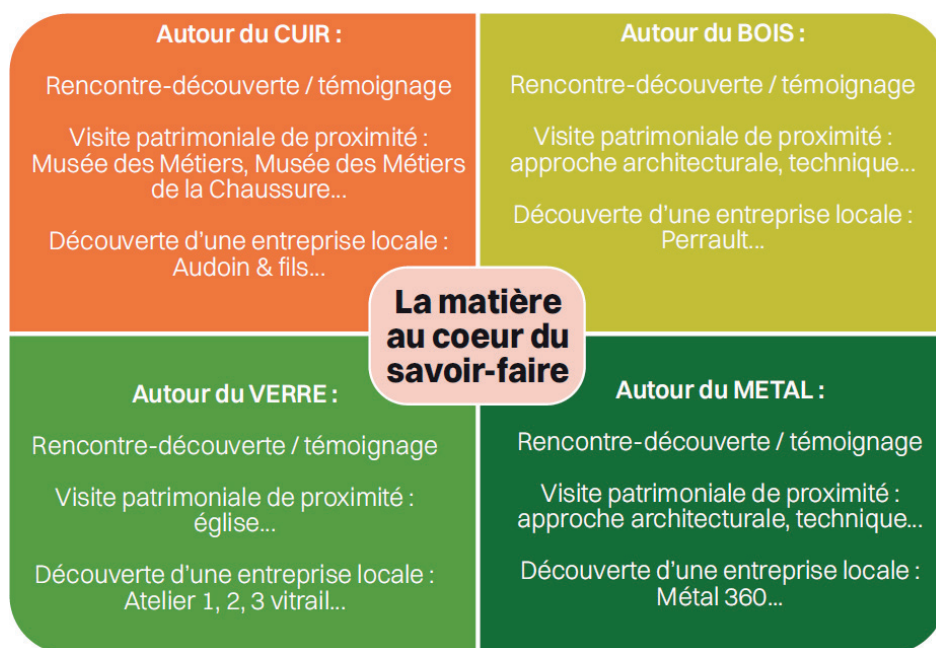 Autour du CUIR :
Rencontre-découverte / témoignage
Visite patrimoniale de proximité :
Musée des Métiers, Musée des Métiers
de la Chaussure...
Découverte d'une entreprise locale :
Audoin & fils...
Autour du BOIS :
Rencontre-découverte / témoignage
Visite patrimoniale de proximité :
approche architecturale, technique...
Découverte d'une entreprise locale :
Perrault...
La matière
au coeur du
savoir-faire
Autour du VERRE :
Rencontre-découverte / témoignage
Visite patrimoniale de proximité :
église...
Découverte d'une entreprise locale :
Atelier 1, 2, 3 vitrail...
Autour du METAL :
Rencontre-découverte / témoignage
Visite patrimoniale de proximité :
approche architecturale, technique...
Découverte d'une entreprise locale :
Métal 360...